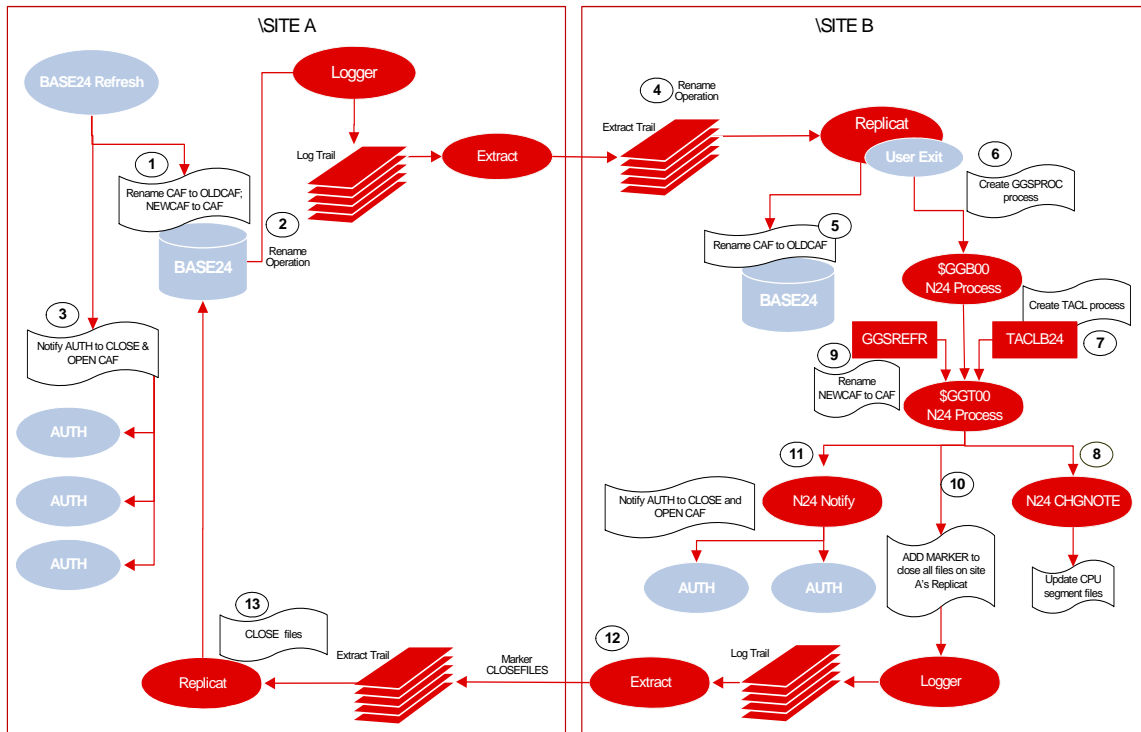 \SITE A
BASE24 Refresh
Logger
1
Rename CAF to OLDCAF;
NEWCAF to CAF
Log Trail
Extract
2
Rename
Operation
BASE24
3
Notify AUTH to CLOSE &
OPEN CAF
AUTH
AUTH
AUTH
13
CLOSE files
Extract Trail
Replicat
\SITE B
4
Rename
Operation
Extract Trail
Replicat
User Exit
6
Create GGSPROC
process
5
Rename CAF to OLDCAF
BASE24
$GGB00
N24 Process
Create TACL process
GGSREFR
TACLB24
7
9
Rename
NEWCAF to CAF
$GGT00
N24 Process
11
8
Notify AUTH to CLOSE and
OPEN CAF
N24 Notify
10
N24 CHGNOTE
AUTH
AUTH
ADD MARKER to
close all files on site
A's Replicat
Update CPU
segment files
12
Marker
CLOSEFILES
Extract
Log Trail
Logger